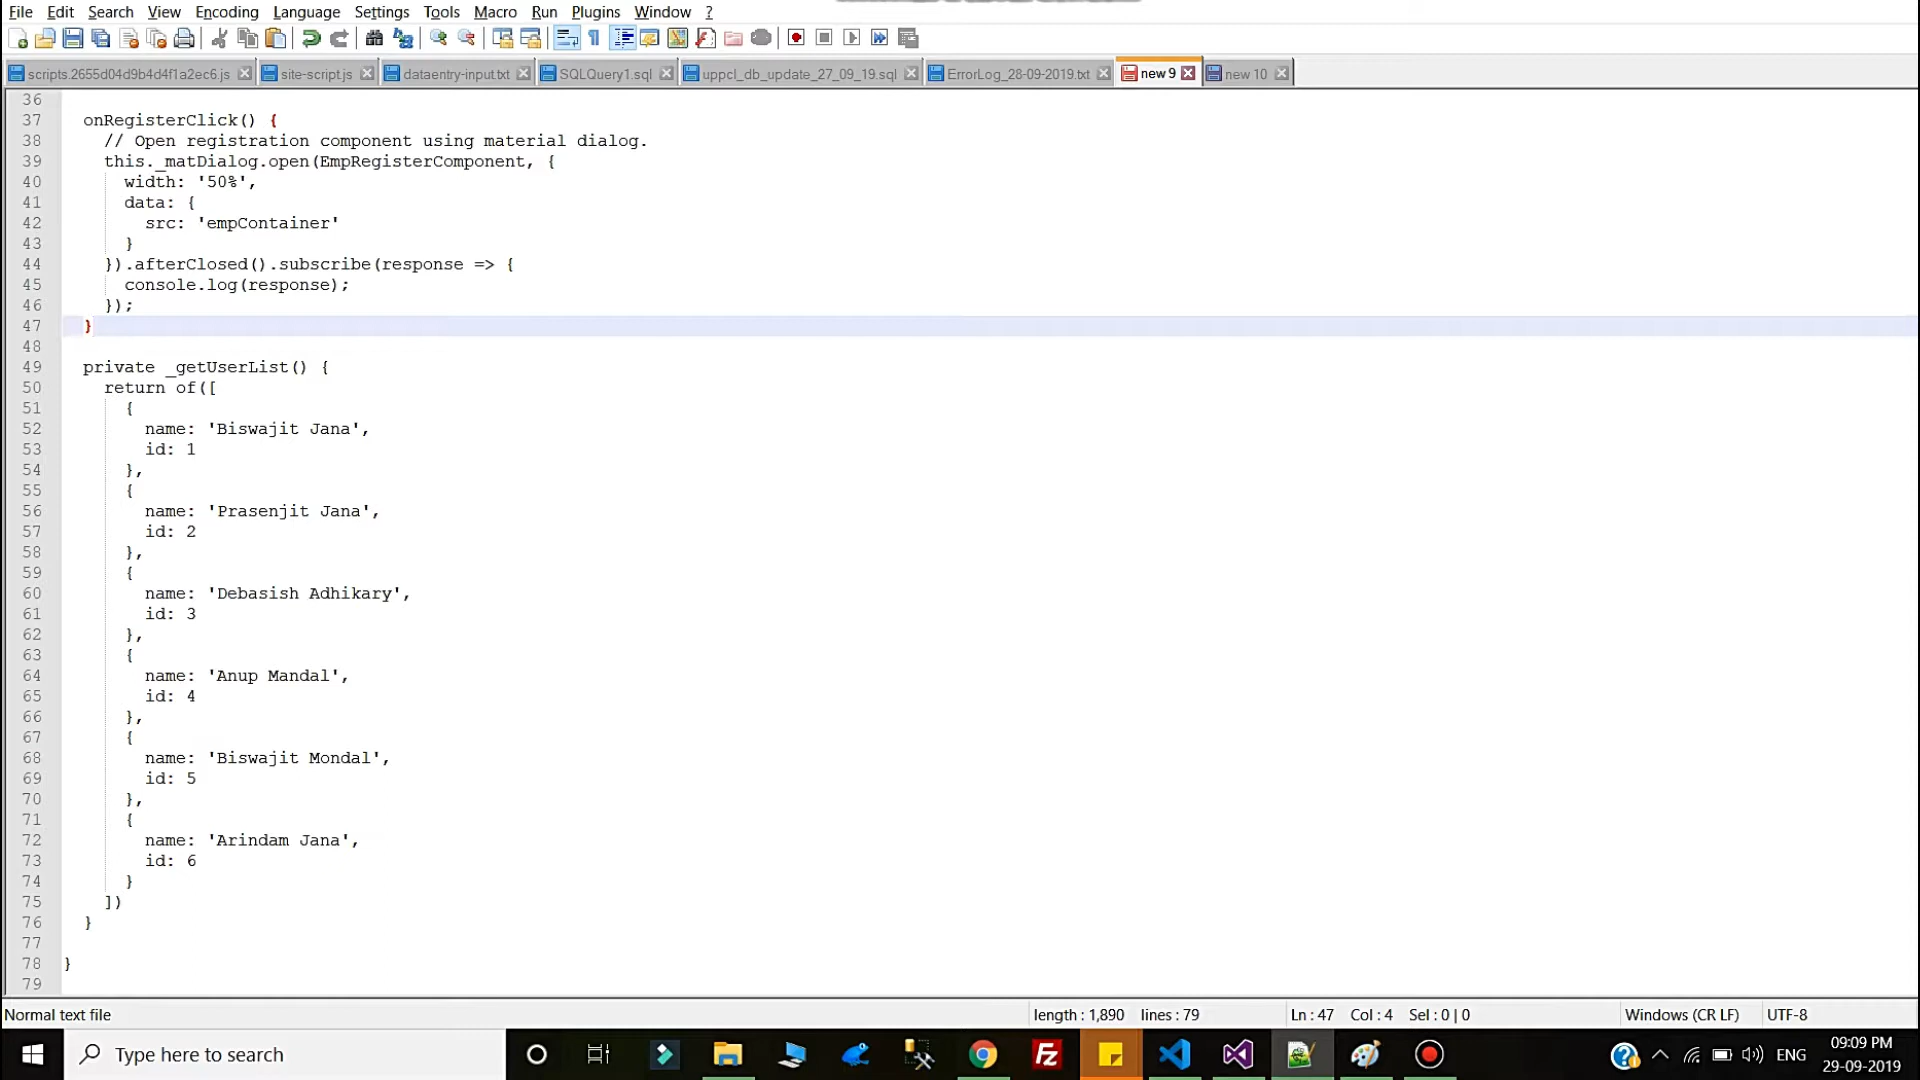 File Edit Search View Encoding Language Settings Tools Macro Run Plugins Window ?
scripts.2655d04d9b4d4f1a2ec6.js site-script.js dataentry-input.txt SQLQuery1.sql uppcl_db_update_27_09_19.sql ErrorLog_28-09-2019.txt new 9 new 10
36
37 onRegisterClick() {
38 // Open registration component using material dialog.
39 this._matDialog.open(EmpRegisterComponent, {
40 width: '50%',
41 data: {
42 src: 'empContainer'
43 }
44 }).afterClosed().subscribe(response => {
45 console.log(response);
46 });
47 }
48
49 private _getUserList() {
50 return of([
51 {
52 name: 'Biswajit Jana',
53 id: 1
54 },
55 {
56 name: 'Prasenjit Jana',
57 id: 2
58 },
59 {
60 name: 'Debasish Adhikary',
61 id: 3
62 },
63 {
64 name: 'Anup Mandal',
65 id: 4
66 },
67 {
68 name: 'Biswajit Mondal',
69 id: 5
70 },
71 {
72 name: 'Arindam Jana',
73 id: 6
74 }
75 ])
76 }
77
78 }
79
Normal text file length : 1,890 lines : 79 Ln : 47 Col : 4 Sel : 0 | 0 Windows (CR LF) UTF-8
Type here to search ENG 09:09 PM
29-09-2019